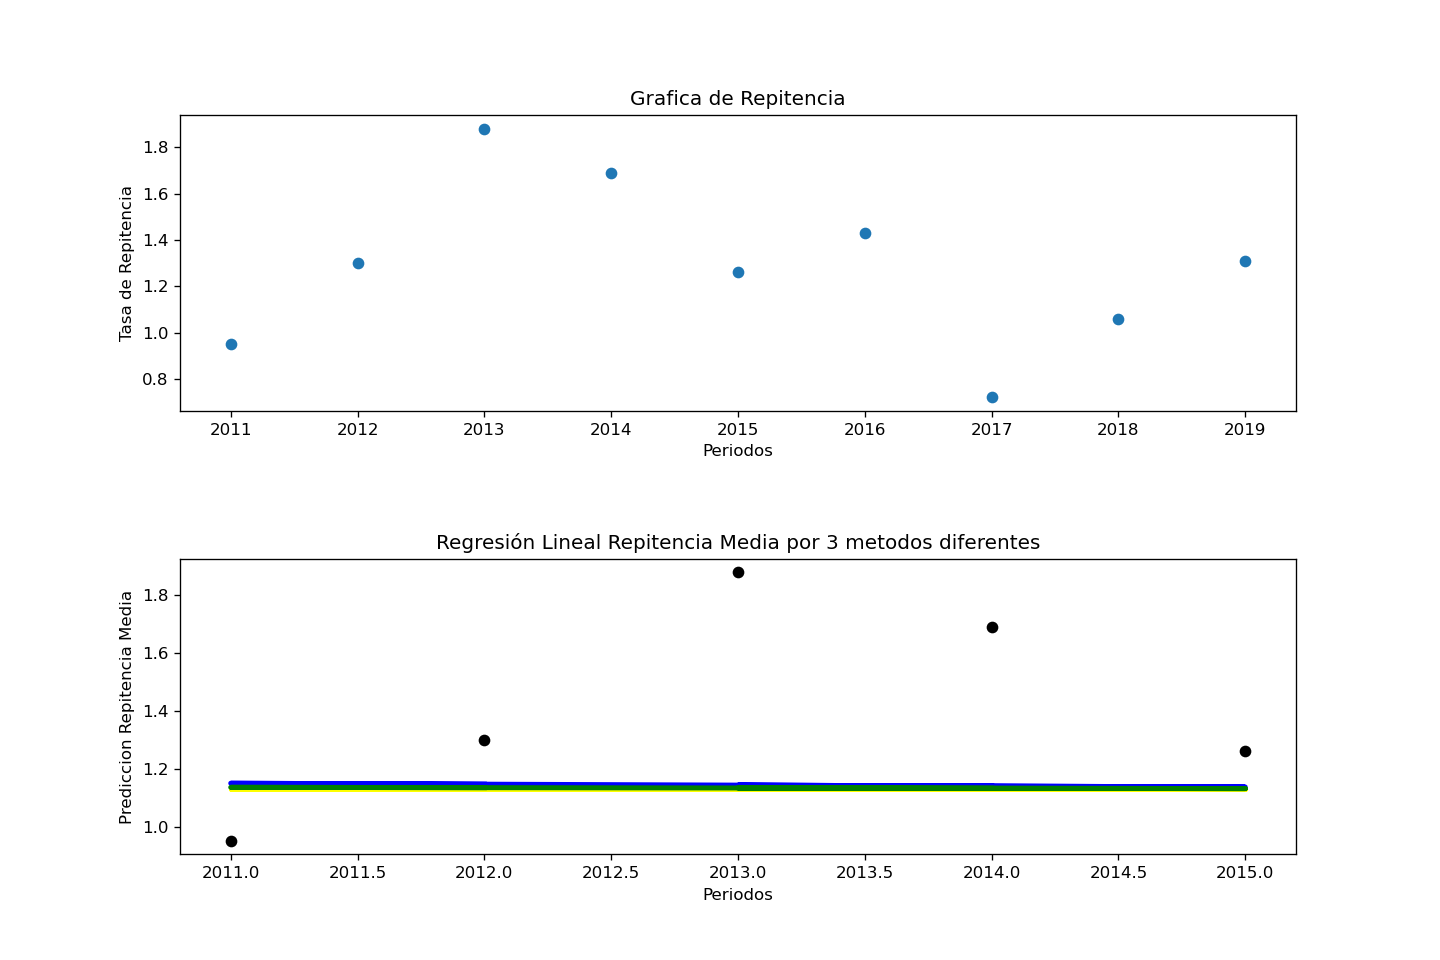 Grafica de Repitencia
Tasa de Repitencia
1.8
1.6
1.4
1.2
1.0
0.8
2011 2012 2013 2014 2015 2016 2017 2018 2019
Periodos
Regresión Lineal Repitencia Media por 3 metodos diferentes
Prediccion Repitencia Media
1.8
1.6
1.4
1.2
1.0
2011.0 2011.5 2012.0 2012.5 2013.0 2013.5 2014.0 2014.5 2015.0
Periodos